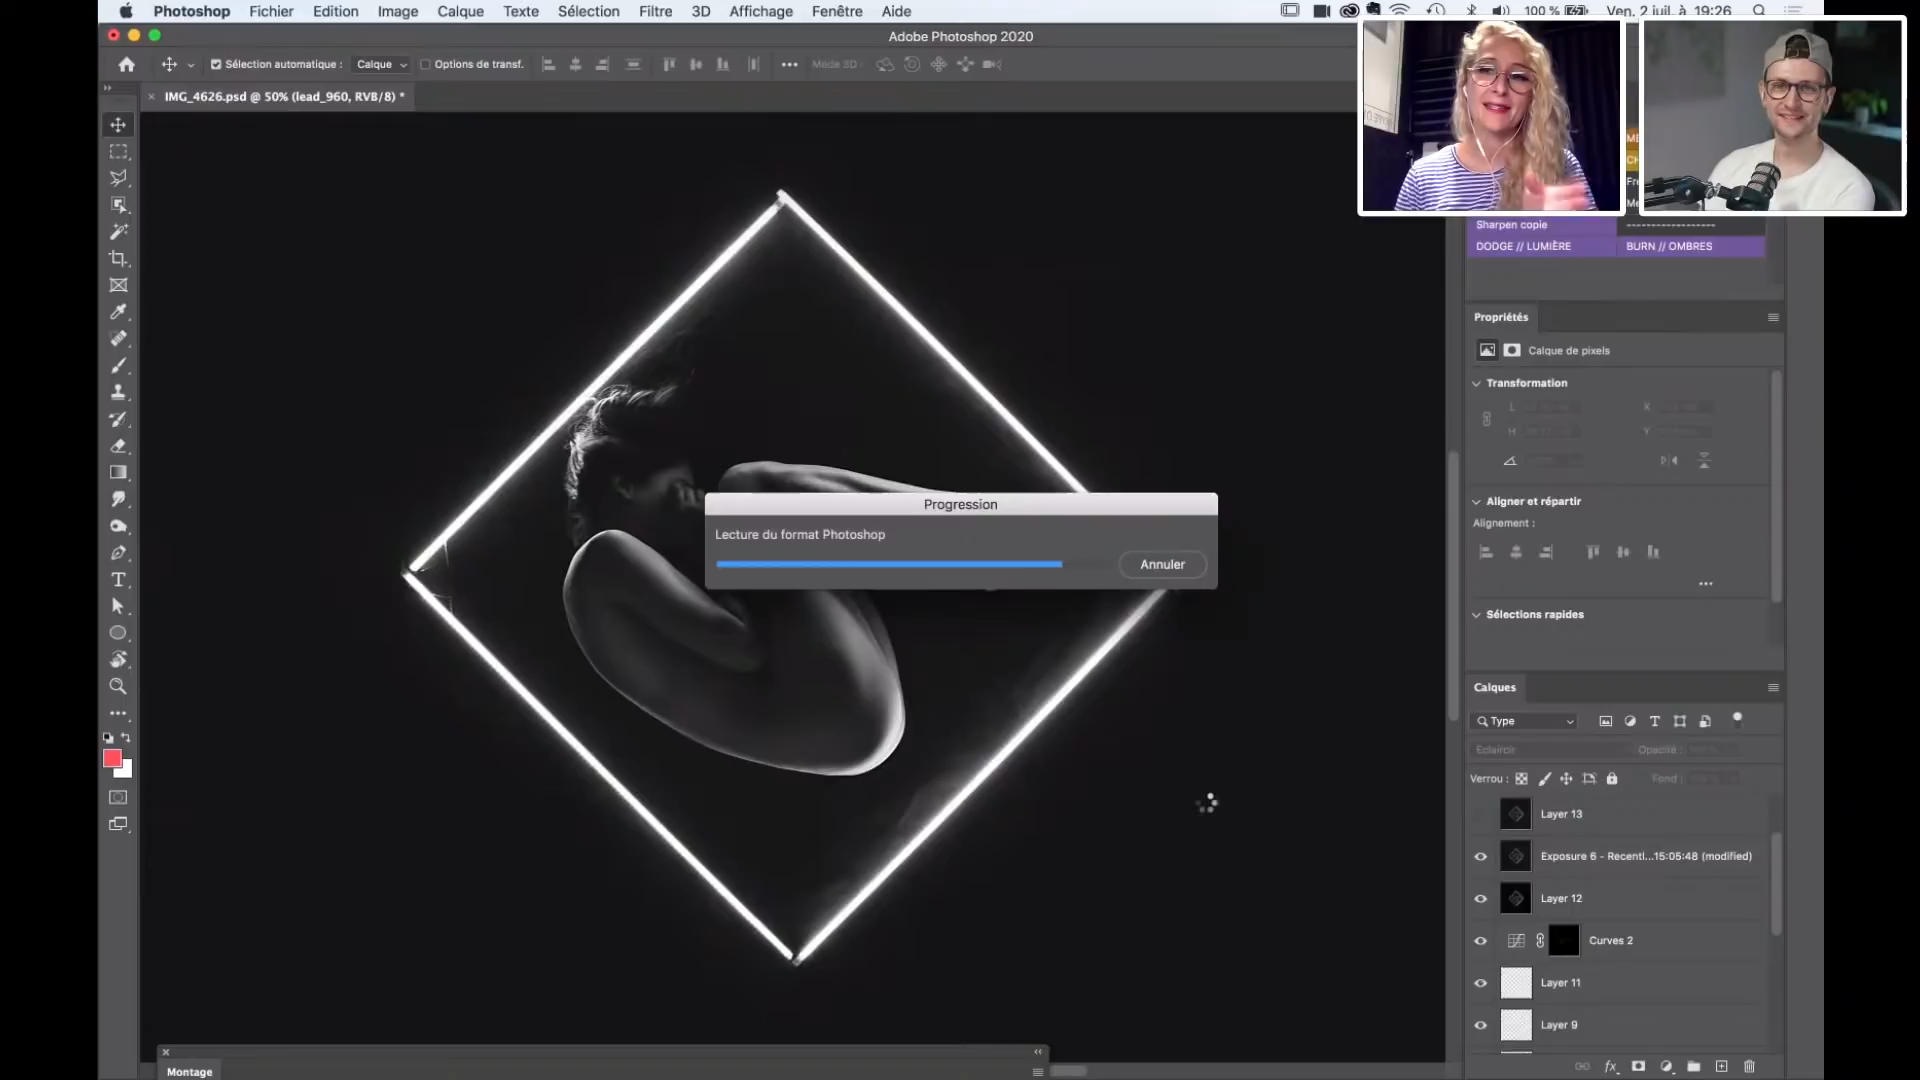 Photoshop Fichier Edition Image Calque Texte Sélection Filtre 3D Affichage Fenêtre Aide 100 % Ven. 2 juil. à 19:26
Adobe Photoshop 2020
Sélection automatique : Calque Options de transf. Mode 3D :
IMG_4626.psd @ 50% (lead_960, RVB/8) *
Sharpen copie
DODGE // LUMIÈRE BURN // OMBRES
Propriétés
Calque de pixels
Transformation
L X
H Y
Aligner et répartir
Alignement :
Sélections rapides
Progression
Lecture du format Photoshop
Annuler
Calques
Type
Eclaircir Opacité :
Verrou : Fond :
Layer 13
Exposure 6 - Recentl...15:05:48 (modified)
Layer 12
Curves 2
Layer 11
Layer 9
Montage